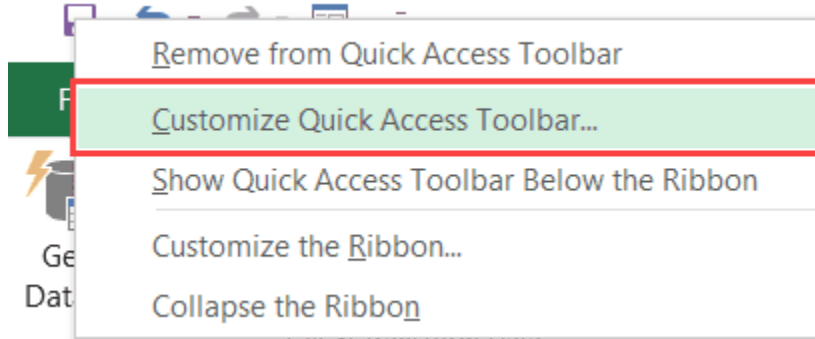 Remove from Quick Access Toolbar
Customize Quick Access Toolbar...
Show Quick Access Toolbar Below the Ribbon
Customize the Ribbon...
Collapse the Ribbon